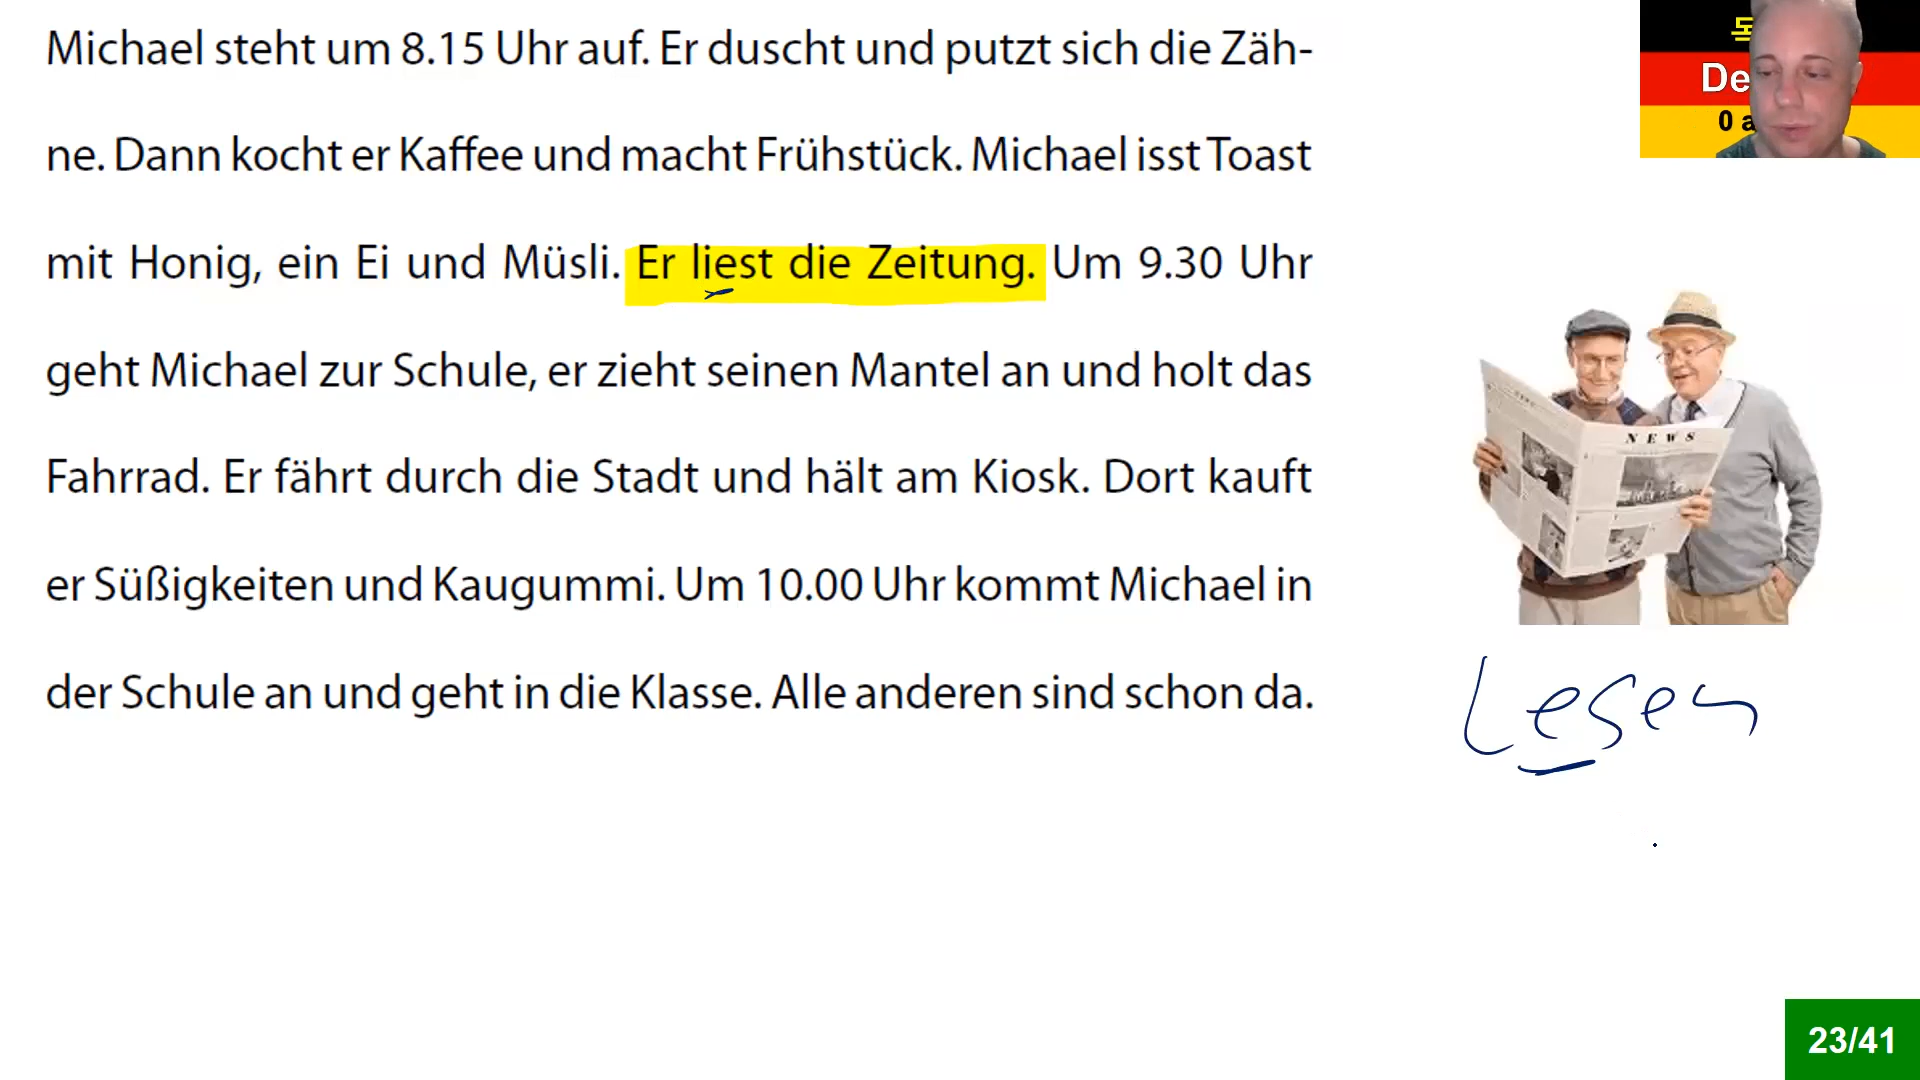 Michael steht um 8.15 Uhr auf. Er duscht und putzt sich die Zäh-
ne. Dann kocht er Kaffee und macht Frühstück. Michael isst Toast
mit Honig, ein Ei und Müsli. Er liest die Zeitung. Um 9.30 Uhr
geht Michael zur Schule, er zieht seinen Mantel an und holt das
Fahrrad. Er fährt durch die Stadt und hält am Kiosk. Dort kauft
er Süßigkeiten und Kaugummi. Um 10.00 Uhr kommt Michael in
der Schule an und geht in die Klasse. Alle anderen sind schon da.
De
0 a
NEWS
Lesen
23/41